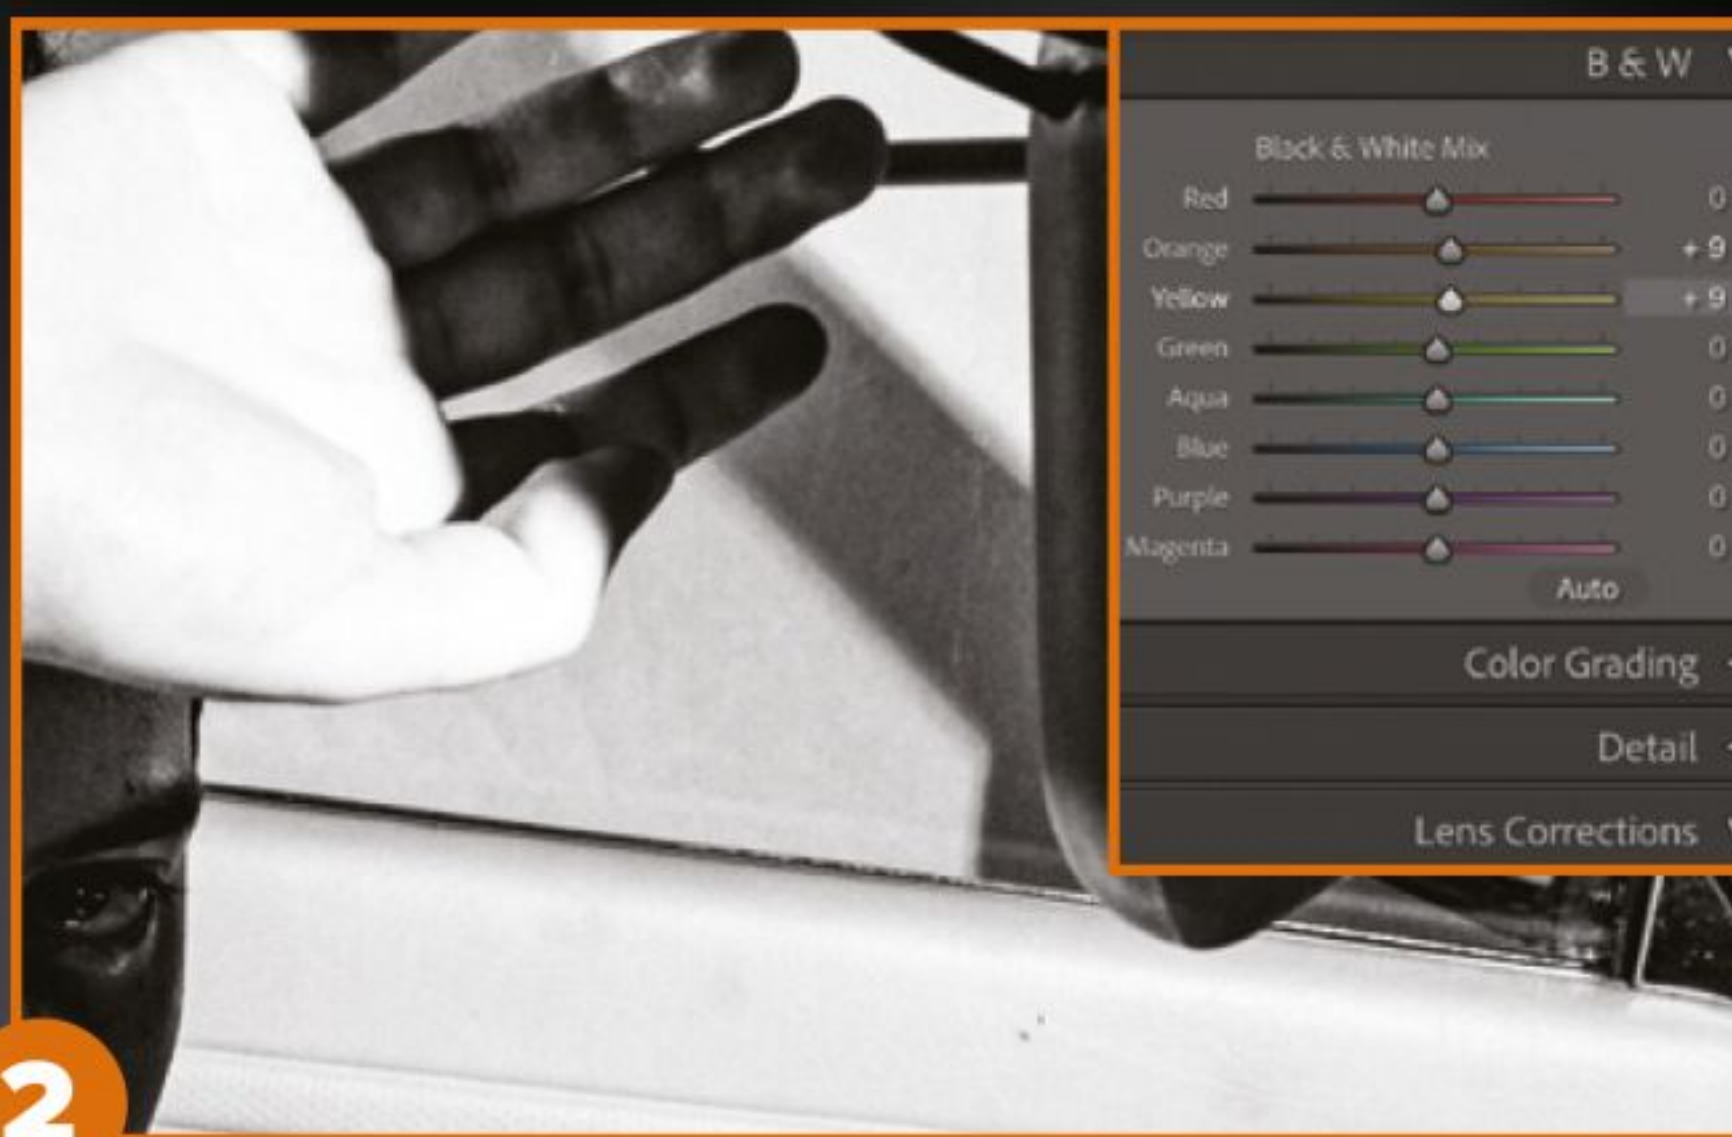 B & W
Black & White Mix
Red 0
Orange + 9
Yellow + 9
Green 0
Aqua 0
Blue 0
Purple 0
Magenta 0
Auto
Color Grading
Detail
Lens Corrections
2